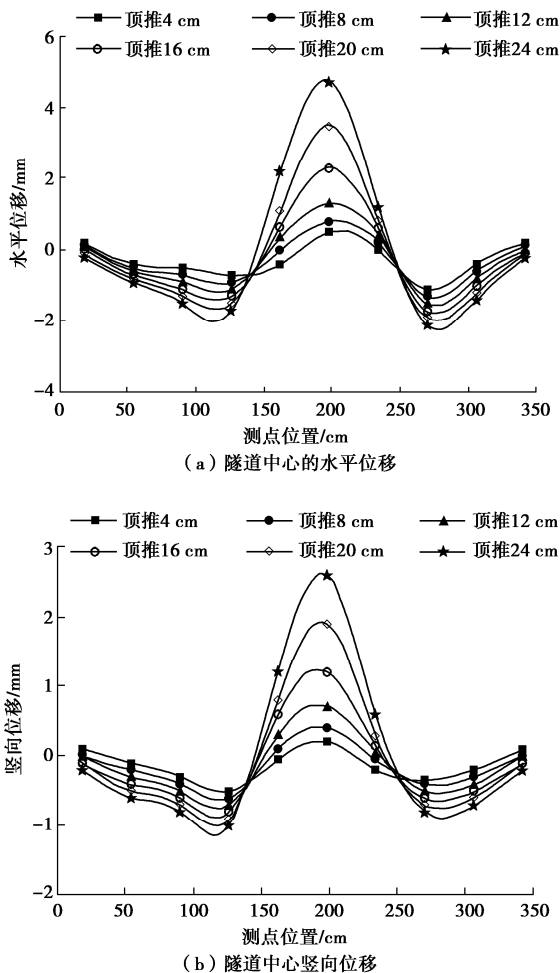 顶推4 cm 顶推8 cm 顶推12 cm
顶推16 cm 顶推20 cm 顶推24 cm
6
4
2
0
-2
-4
水平位移/mm
0 50 100 150 200 250 300 350
测点位置/cm
（a）隧道中心的水平位移
顶推4 cm 顶推8 cm 顶推12 cm
顶推16 cm 顶推20 cm 顶推24 cm
3
2
1
0
-1
-2
竖向位移/mm
0 50 100 150 200 250 300 350
测点位置/cm
（b）隧道中心竖向位移